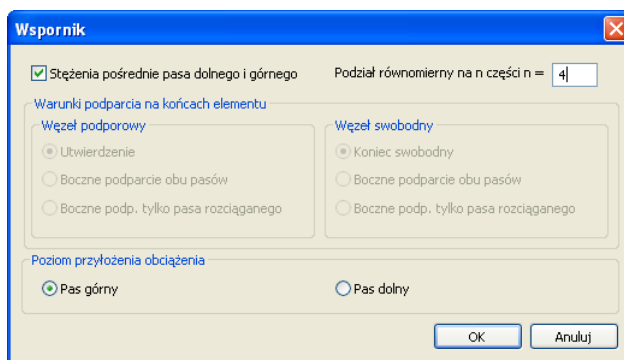 Wspornik
Stężenia pośrednie pasa dolnego i górnego
Podział równomierny na n części n = 4
Warunki podparcia na końcach elementu
Węzeł podporowy
Utwierdzenie
Boczne podparcie obu pasów
Boczne podp. tylko pasa rozciąganego
Węzeł swobodny
Koniec swobodny
Boczne podparcie obu pasów
Boczne podp. tylko pasa rozciąganego
Poziom przyłożenia obciążenia
Pas górny
Pas dolny
OK
Anuluj